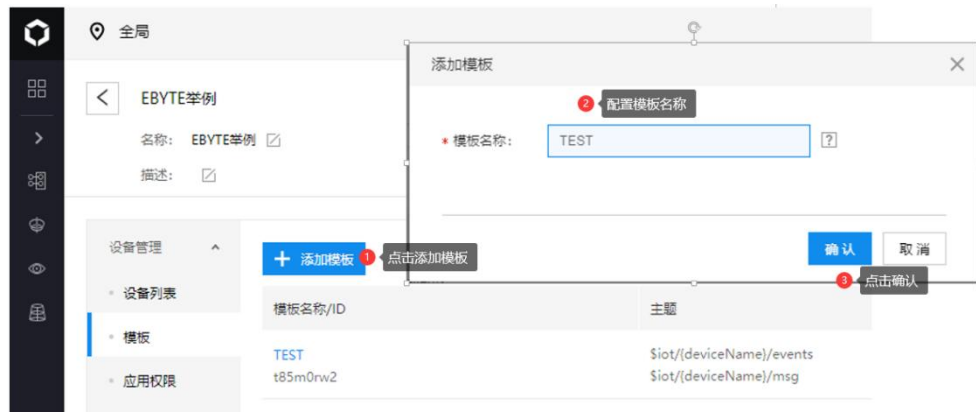 全局
EBYTE举例
名称： EBYTE举例
描述：
设备管理
设备列表
模板
应用权限
+ 添加模板
1 点击添加模板
模板名称/ID
主题
TEST
t85m0rw2
$iot/{deviceName}/events
$iot/{deviceName}/msg
添加模板
2 配置模板名称
* 模板名称：
TEST
?
确认
取消
3 点击确认